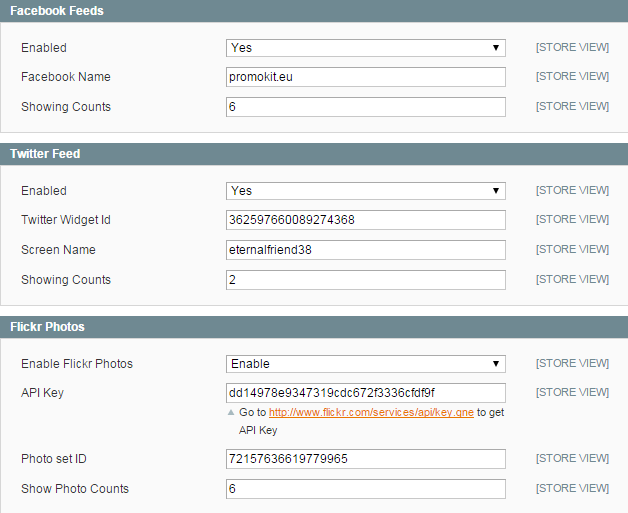 Facebook Feeds
Enabled Yes [STORE VIEW]
Facebook Name promokit.eu [STORE VIEW]
Showing Counts 6 [STORE VIEW]
Twitter Feed
Enabled Yes [STORE VIEW]
Twitter Widget Id 362597660089274368 [STORE VIEW]
Screen Name eternalfriend38 [STORE VIEW]
Showing Counts 2 [STORE VIEW]
Flickr Photos
Enable Flickr Photos Enable [STORE VIEW]
API Key dd14978e9347319cdc672f3336cfdf9f [STORE VIEW]
Go to http://www.flickr.com/services/api/key.gne to get
API Key
Photo set ID 72157636619779965 [STORE VIEW]
Show Photo Counts 6 [STORE VIEW]